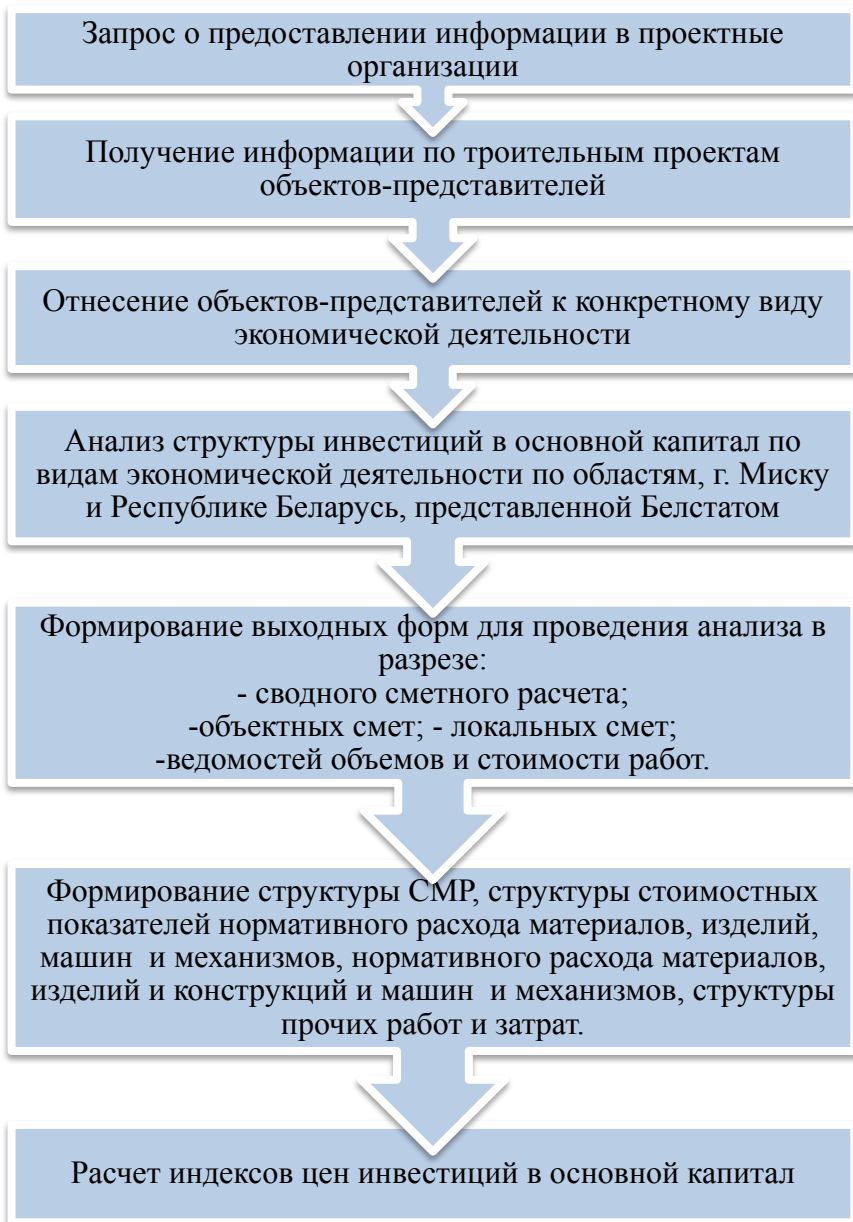 Запрос о предоставлении информации в проектные
организации
Получение информации по троительным проектам
объектов-представителей
Отнесение объектов-представителей к конкретному виду
экономической деятельности
Анализ структуры инвестиций в основной капитал по
видам экономической деятельности по областям, г. Миску
и Республике Беларусь, представленной Белстатом
Формирование выходных форм для проведения анализа в
разрезе:
- сводного сметного расчета;
-объектных смет; - локальных смет;
-ведомостей объемов и стоимости работ.
Формирование структуры СМР, структуры стоимостных
показателей нормативного расхода материалов, изделий,
машин и механизмов, нормативного расхода материалов,
изделий и конструкций и машин и механизмов, структуры
прочих работ и затрат.
Расчет индексов цен инвестиций в основной капитал